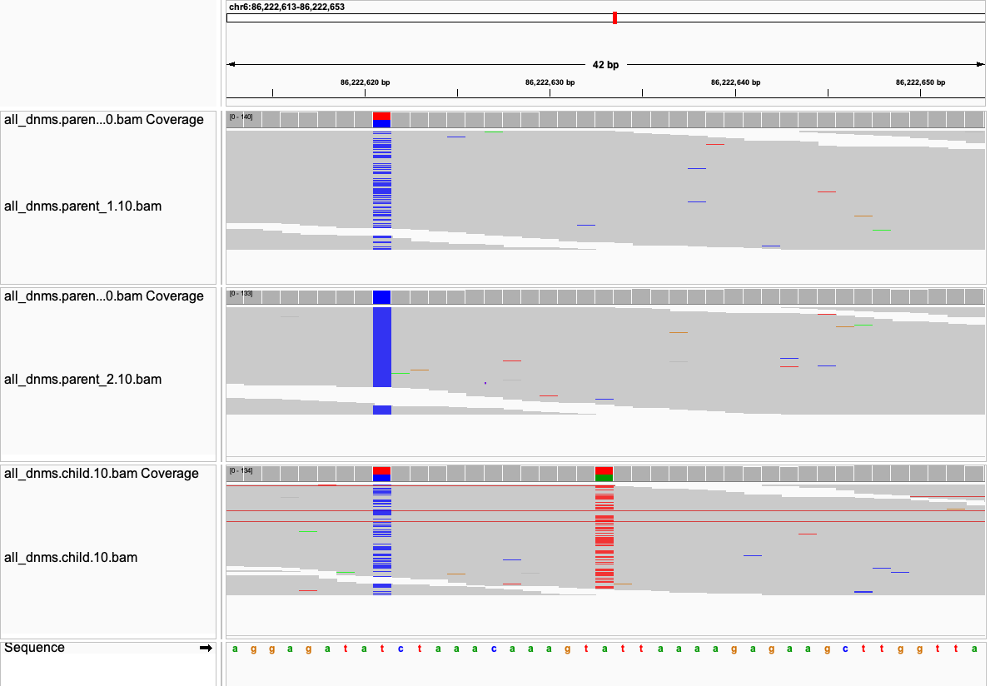 chr6:86,222,613-86,222,653
42 bp
86,222,620 bp 86,222,630 bp 86,222,640 bp 86,222,650 bp
all_dnms.paren...0.bam Coverage
[0 - 140]
all_dnms.parent_1.10.bam
all_dnms.paren...0.bam Coverage
[0 - 133]
all_dnms.parent_2.10.bam
all_dnms.child.10.bam Coverage
[0 - 134]
all_dnms.child.10.bam
Sequence
a g g a g a t a t c t a a a c a a a g t a t t a a a a g a g a a g c t t g g t t a